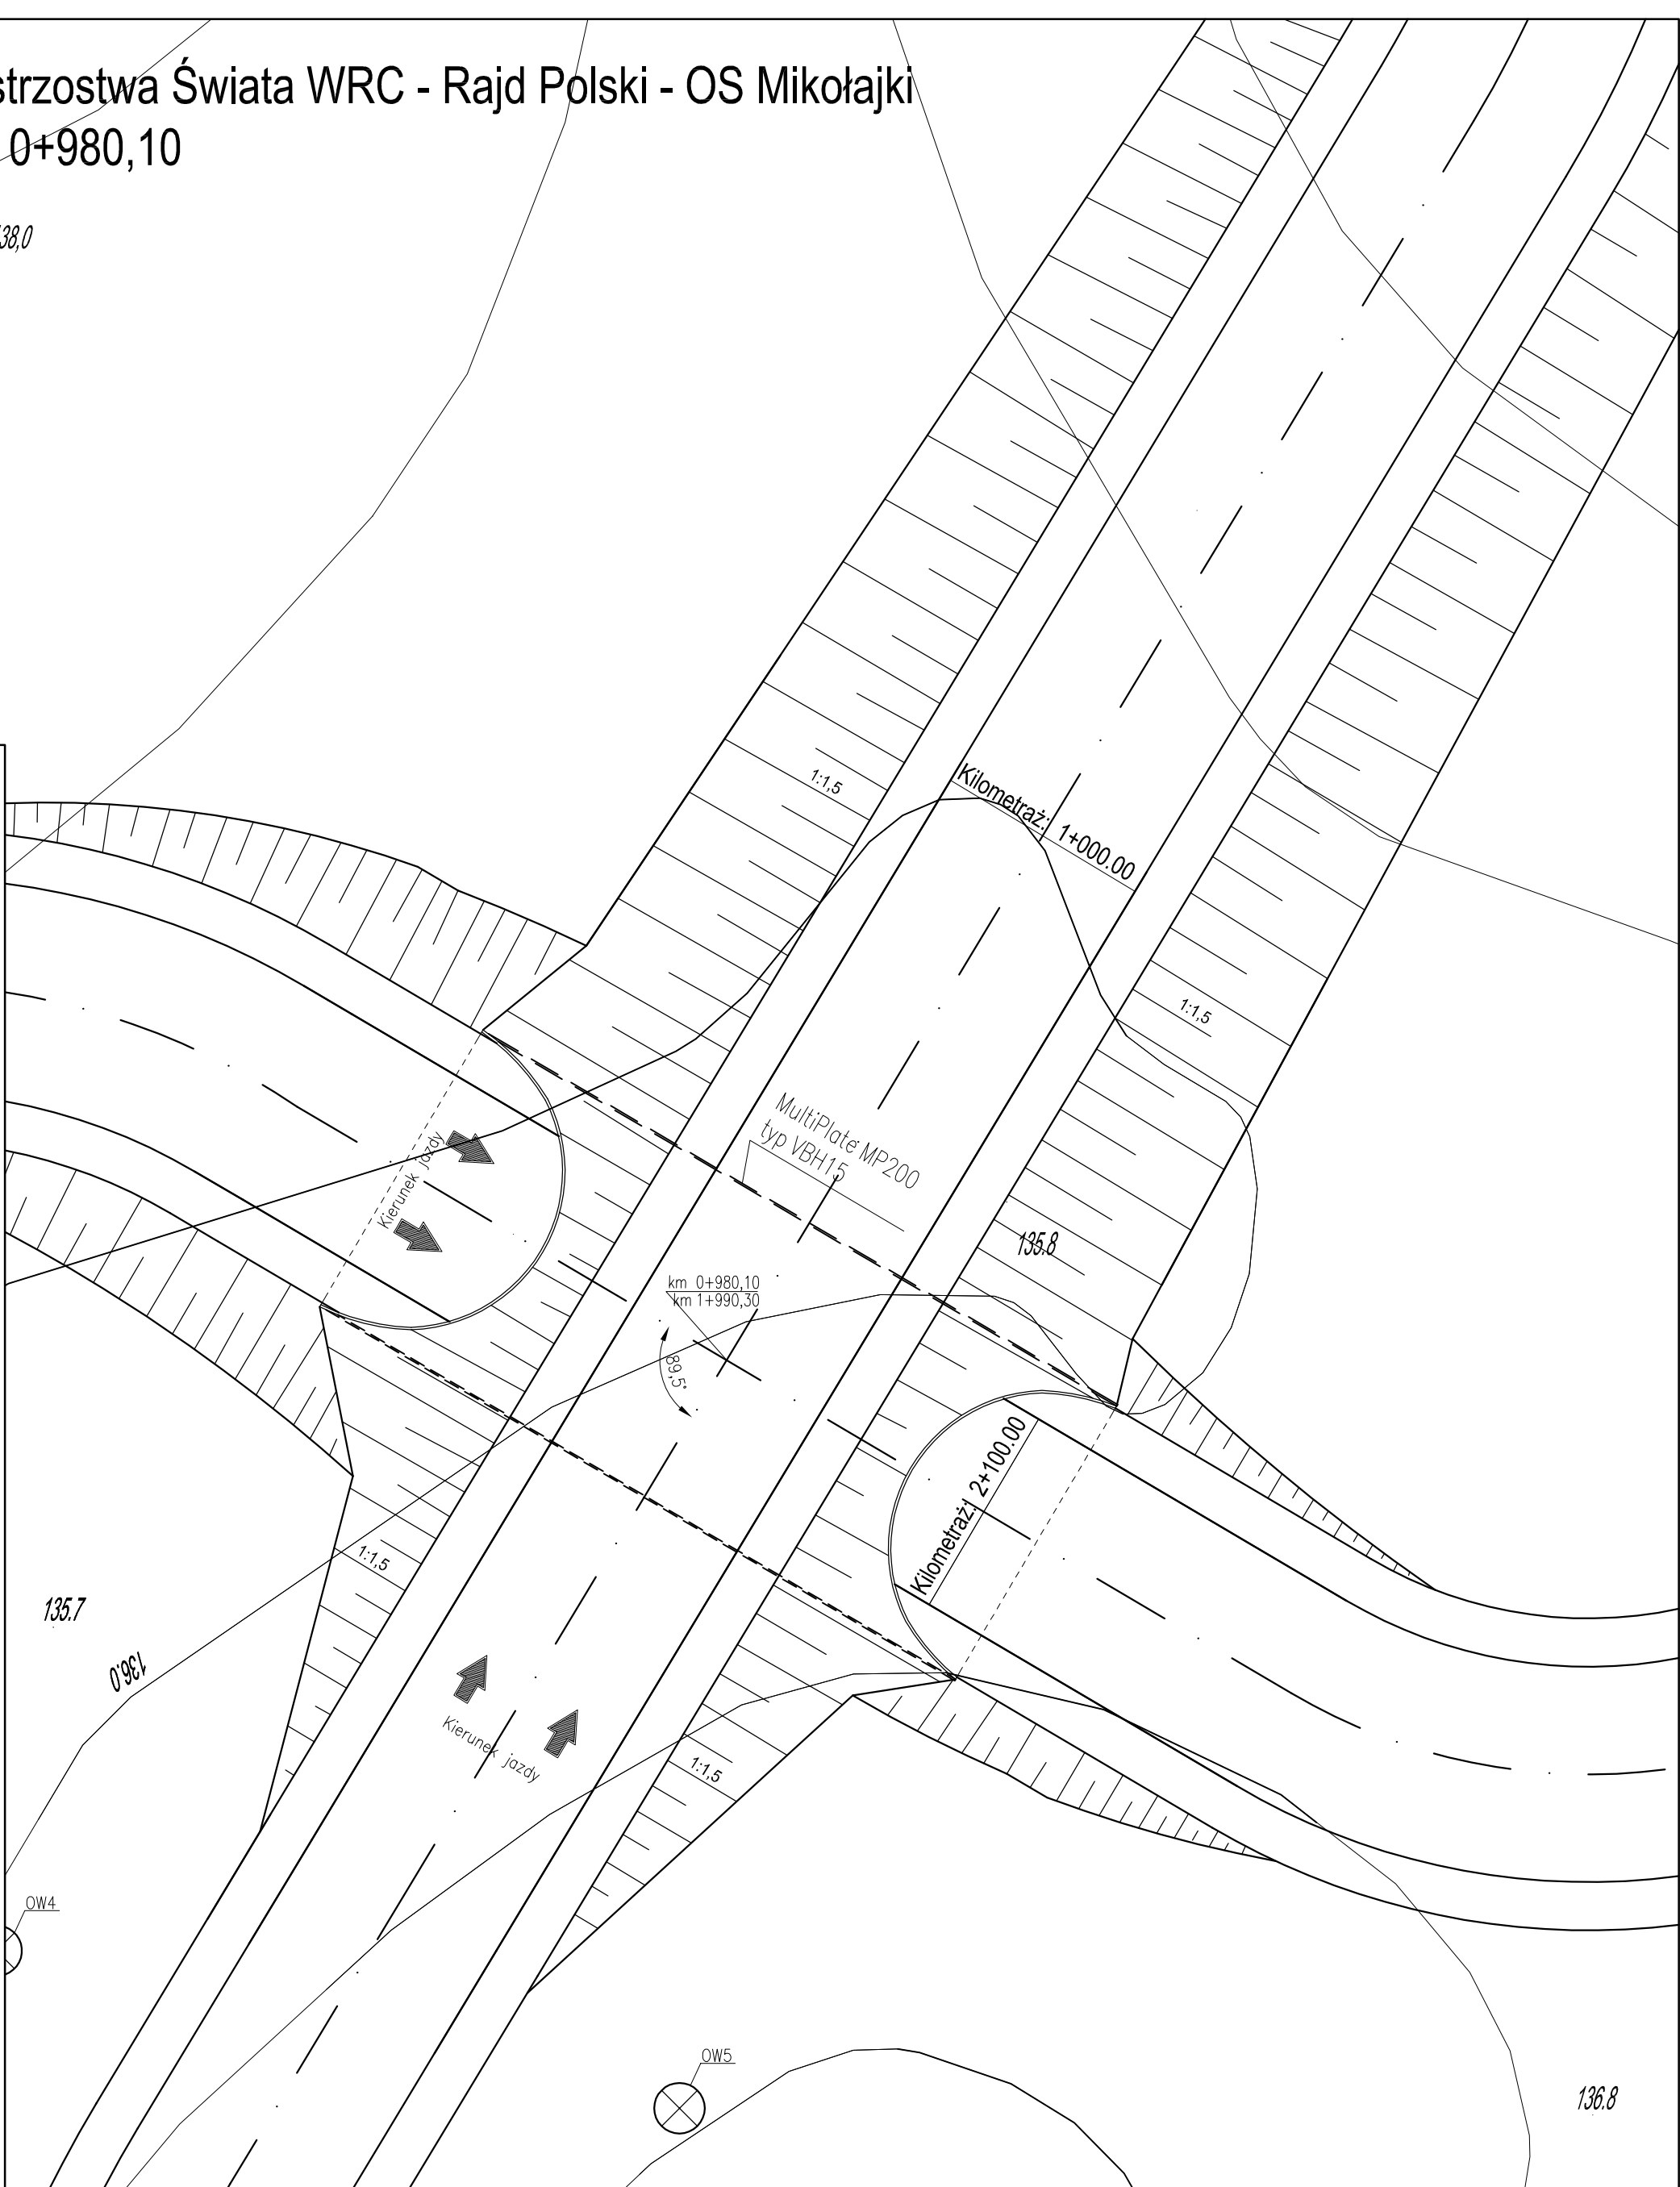 strzostwa Świata WRC - Rajd Polski - OS Mikołajki
0+980,10
38,0
1:1,5
Kilometraż: 1+000.00
1:1,5
MultiPlate MP200
typ VBH15
Kierunek jazdy
135.8
km 0+980,10
km 1+990,30
89,5°
Kilometraż: 2+100.00
1:1,5
135.7
136.0
Kierunek jazdy
1:1,5
OW4
OW5
136.8